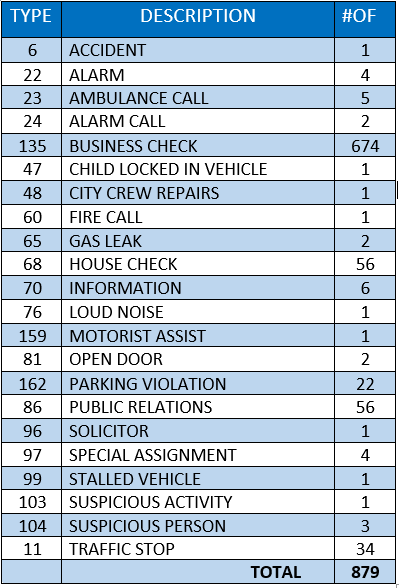 TYPE DESCRIPTION #OF
6 ACCIDENT 1
22 ALARM 4
23 AMBULANCE CALL 5
24 ALARM CALL 2
135 BUSINESS CHECK 674
47 CHILD LOCKED IN VEHICLE 1
48 CITY CREW REPAIRS 1
60 FIRE CALL 1
65 GAS LEAK 2
68 HOUSE CHECK 56
70 INFORMATION 6
76 LOUD NOISE 1
159 MOTORIST ASSIST 1
81 OPEN DOOR 2
162 PARKING VIOLATION 22
86 PUBLIC RELATIONS 56
96 SOLICITOR 1
97 SPECIAL ASSIGNMENT 4
99 STALLED VEHICLE 1
103 SUSPICIOUS ACTIVITY 1
104 SUSPICIOUS PERSON 3
11 TRAFFIC STOP 34
TOTAL 879